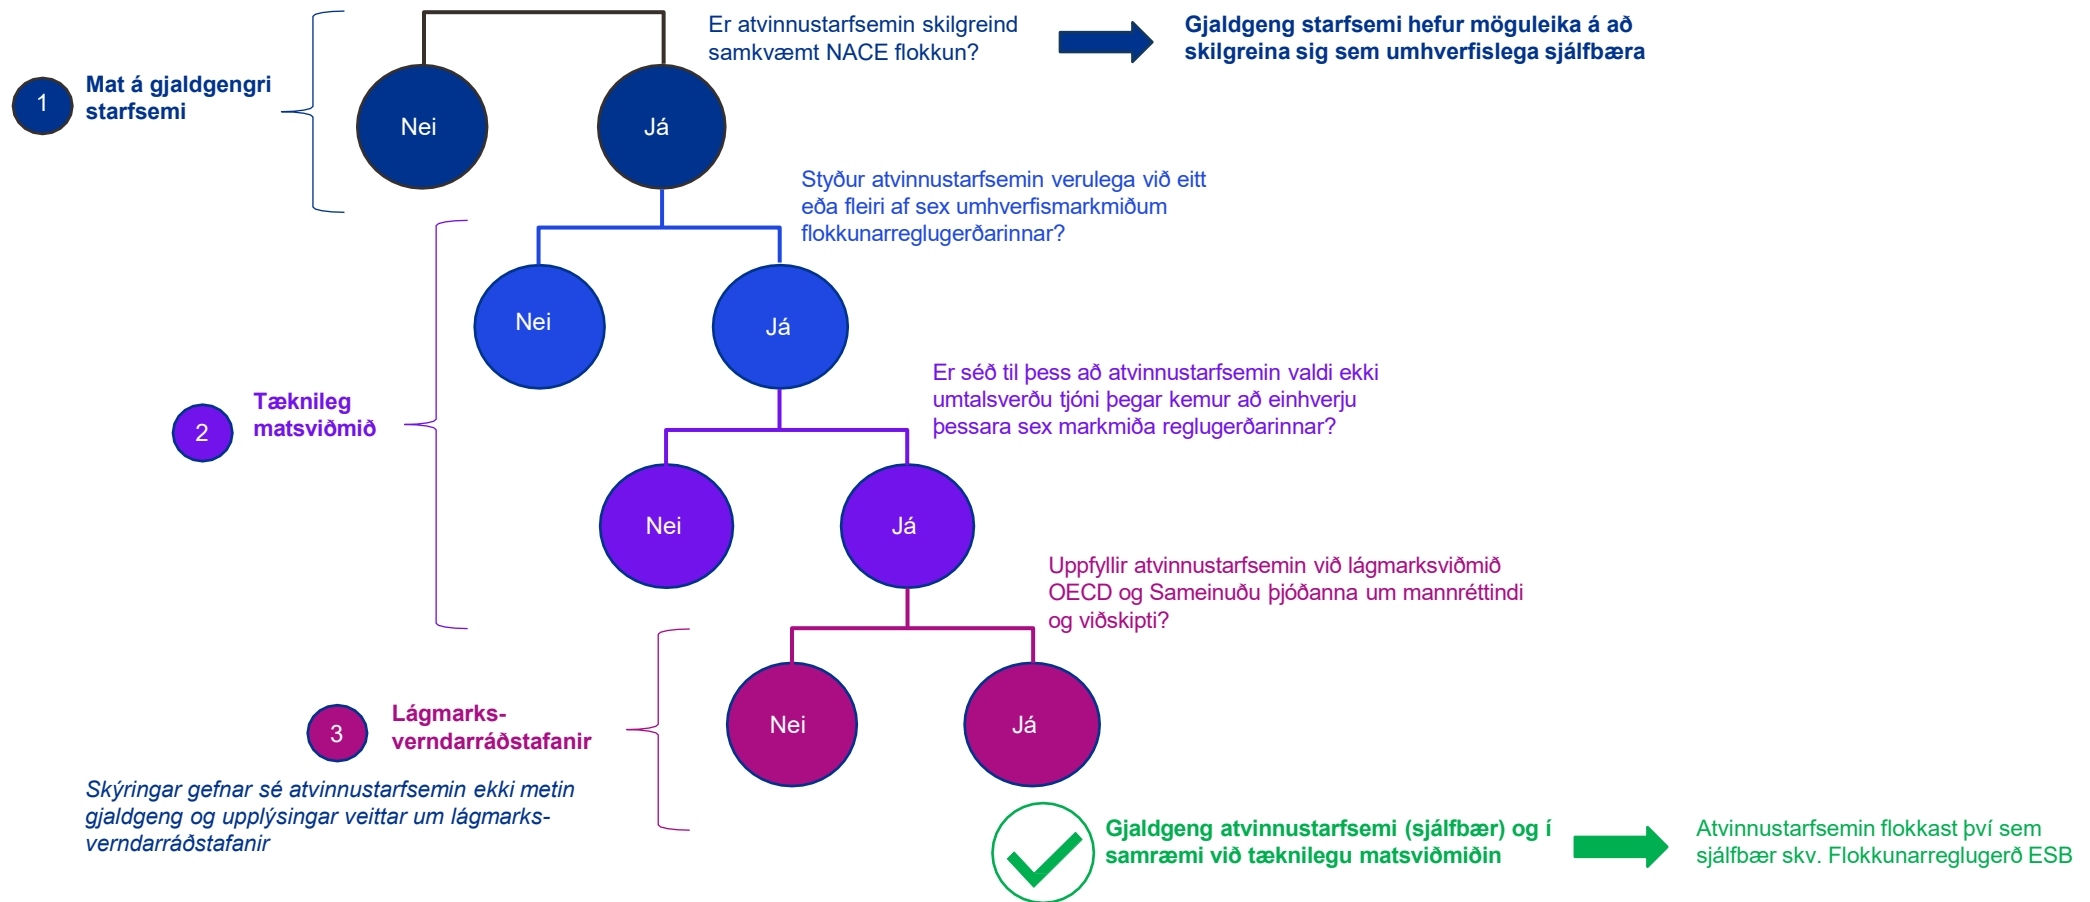 Er atvinnustarfsemin skilgreind
samkvæmt NACE flokkun?
Gjaldgeng starfsemi hefur möguleika á að
skilgreina sig sem umhverfislega sjálfbæra
1
Mat á gjaldgengri
starfsemi
Nei
Já
Styður atvinnustarfsemin verulega við eitt
eða fleiri af sex umhverfismarkmiðum
flokkunarreglugerðarinnar?
Nei
Já
2
Tæknileg
matsviðmið
Er séð til þess að atvinnustarfsemin valdi ekki
umtalsverðu tjóni þegar kemur að einhverju
þessara sex markmiða reglugerðarinnar?
Nei
Já
Uppfyllir atvinnustarfsemin við lágmarksviðmið
OECD og Sameinuðu þjóðanna um mannréttindi
og viðskipti?
3
Lágmarks-
verndarráðstafanir
Nei
Já
Skýringar gefnar sé atvinnustarfsemin ekki metin
gjaldgeng og upplýsingar veittar um lágmarks-
verndarráðstafanir
Gjaldgeng atvinnustarfsemi (sjálfbær) og í
samræmi við tæknilegu matsviðmiðin
Atvinnustarfsemin flokkast því sem
sjálfbær skv. Flokkunarreglugerð ESB